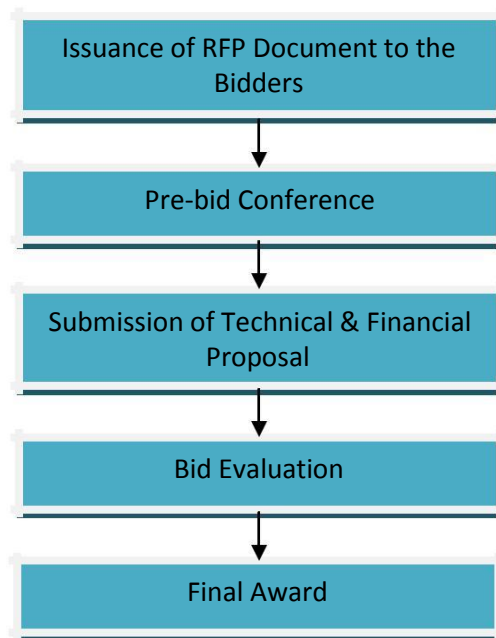 Issuance of RFP Document to the
Bidders
Pre-bid Conference
Submission of Technical & Financial
Proposal
Bid Evaluation
Final Award